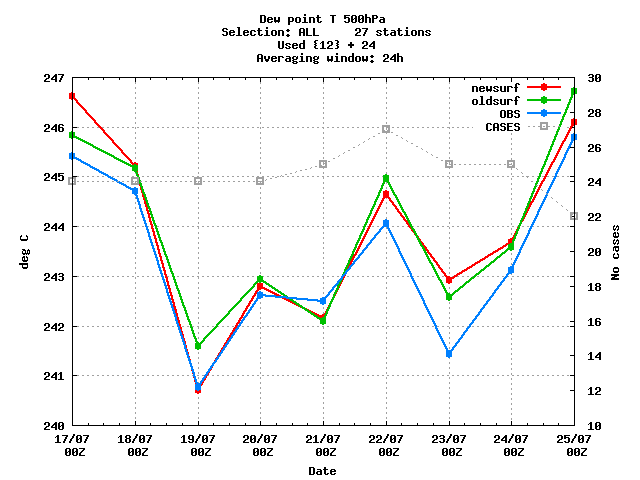 Dew point T 500hPa
Selection: ALL     27 stations
Used {12} + 24
Averaging window: 24h
247
246
245
244
243
242
241
240
deg C
30
28
26
24
22
20
18
16
14
12
10
No cases
newsurf
oldsurf
OBS
CASES
17/07 18/07 19/07 20/07 21/07 22/07 23/07 24/07 25/07
00Z 00Z 00Z 00Z 00Z 00Z 00Z 00Z 00Z
Date